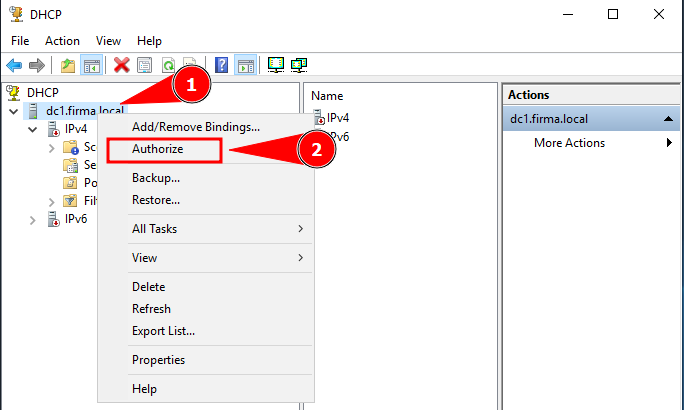 DHCP
File Action View Help
DHCP
dc1.firma.local
IPv4
Sc
Se
Po
Filt
IPv6
1
Add/Remove Bindings...
Authorize
2
Backup...
Restore...
All Tasks
View
Delete
Refresh
Export List...
Properties
Help
Name
IPv4
IPv6
Actions
dc1.firma.local
More Actions